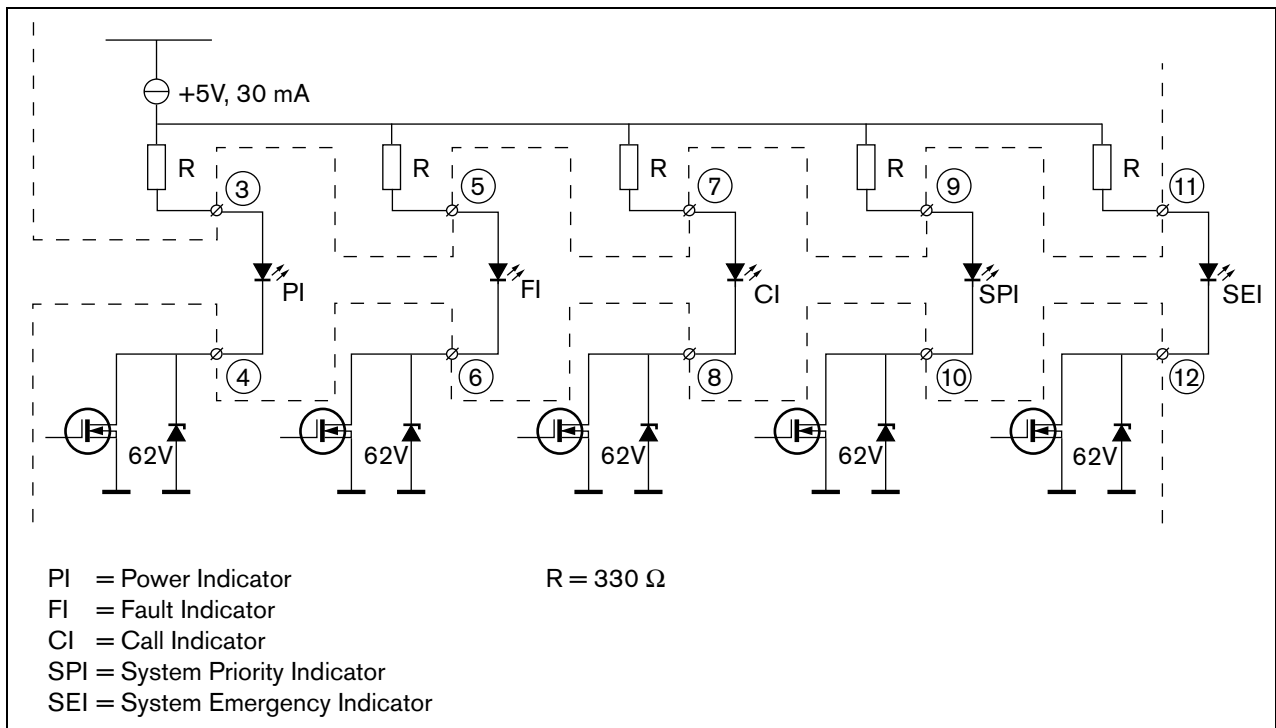 +5V, 30 mA
R R R R R
3 5 7 9 11
PI FI CI SPI SEI
4 6 8 10 12
62V 62V 62V 62V 62V
PI = Power Indicator R = 330 Ω
FI = Fault Indicator
CI = Call Indicator
SPI = System Priority Indicator
SEI = System Emergency Indicator